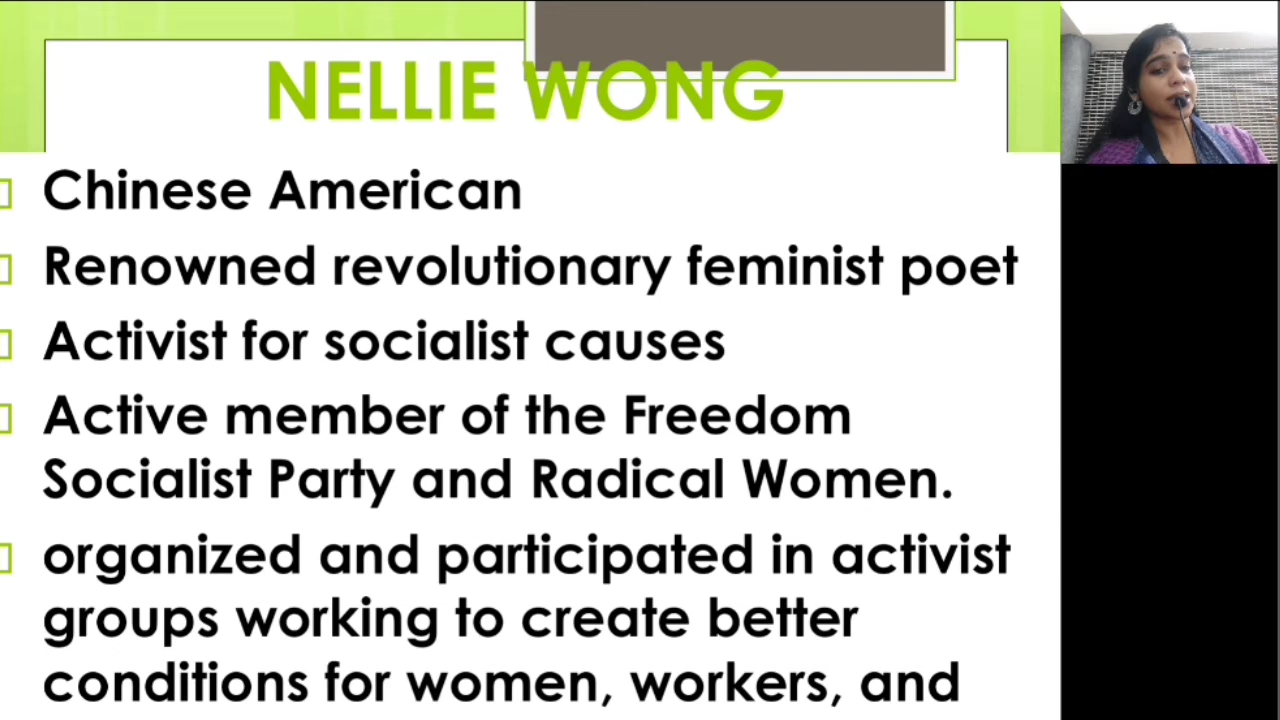 NELLIE WONG
Chinese American
Renowned revolutionary feminist poet
Activist for socialist causes
Active member of the Freedom
Socialist Party and Radical Women.
organized and participated in activist
groups working to create better
conditions for women, workers, and